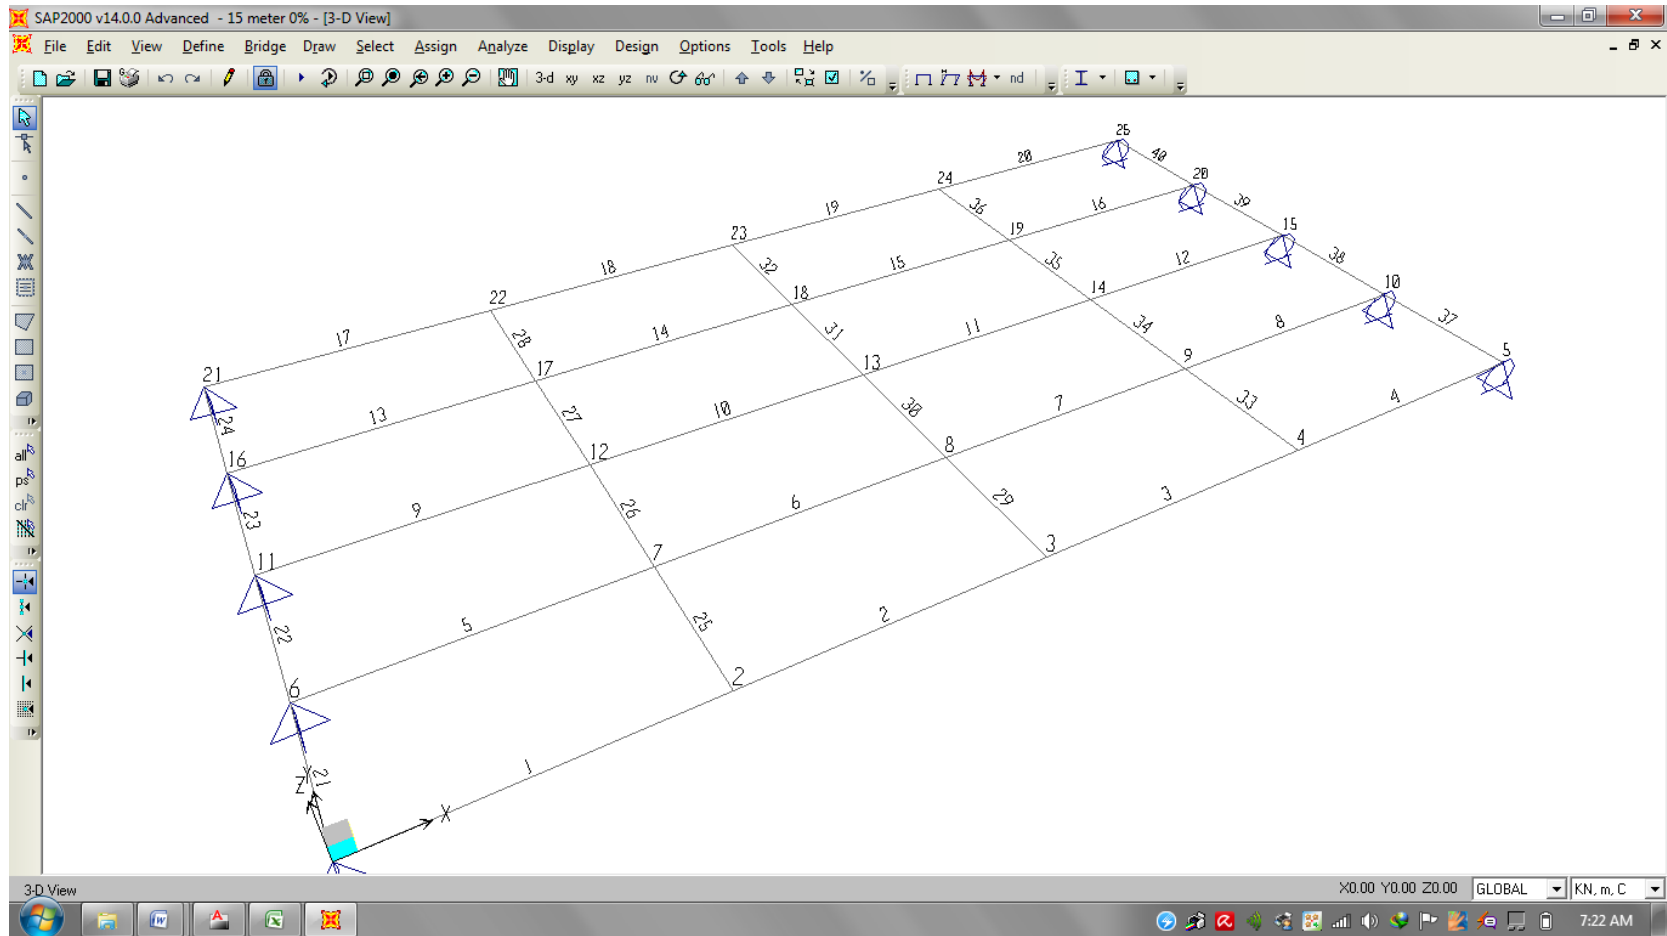 SAP2000 v14.0.0 Advanced - 15 meter 0% - [3-D View]
File Edit View Define Bridge Draw Select Assign Analyze Display Design Options Tools Help
3-d xy xz yz nv nd
all
ps
clr
25
20 40
24 20
19 36 16 39
23 19 15
18 32 15 35 12 38
22 18 14 10
17 28 14 31 11 34 8 37
21 17 13 9 5
24 13 27 10 30 7 33 4
16 12 8 4
23 9 26 6 29 3
11 7 3
22 5 25 2
6 2
21 1
Z Y X
3-D View X0.00 Y0.00 Z0.00 GLOBAL KN, m, C
7:22 AM